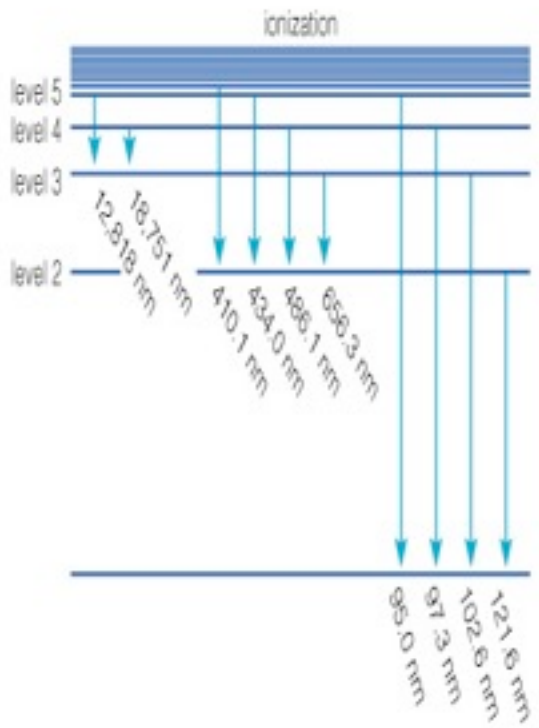 ionization
level 5
level 4
level 3
level 2
12,818 nm
18,751 nm
410.1 nm
434.0 nm
486.1 nm
656.3 nm
95.0 nm
97.3 nm
102.6 nm
121.6 nm